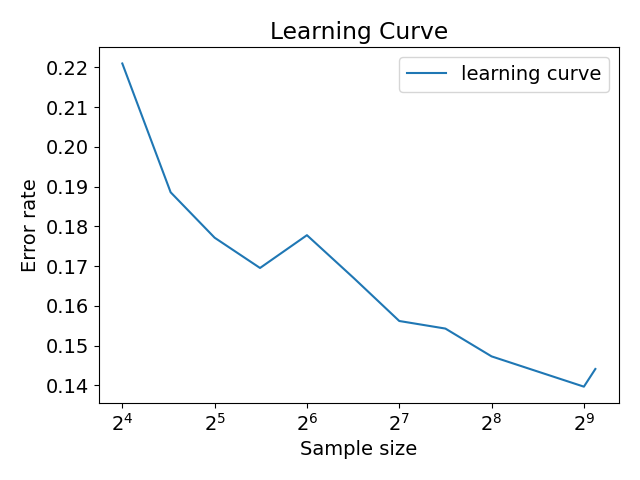 Learning Curve
learning curve
Error rate
0.22
0.21
0.20
0.19
0.18
0.17
0.16
0.15
0.14
2⁴ 2⁵ 2⁶ 2⁷ 2⁸ 2⁹
Sample size